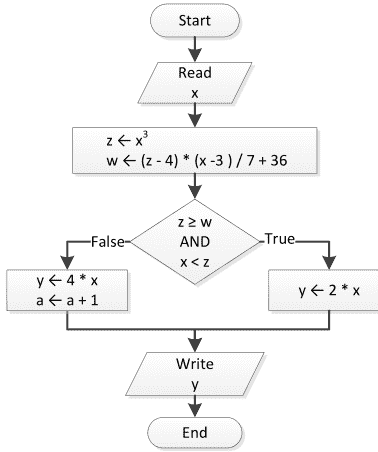 Start
Read
x
z ← x³
w ← (z - 4) * (x -3 ) / 7 + 36
z ≥ w
AND
x < z
False
True
y ← 4 * x
a ← a + 1
y ← 2 * x
Write
y
End